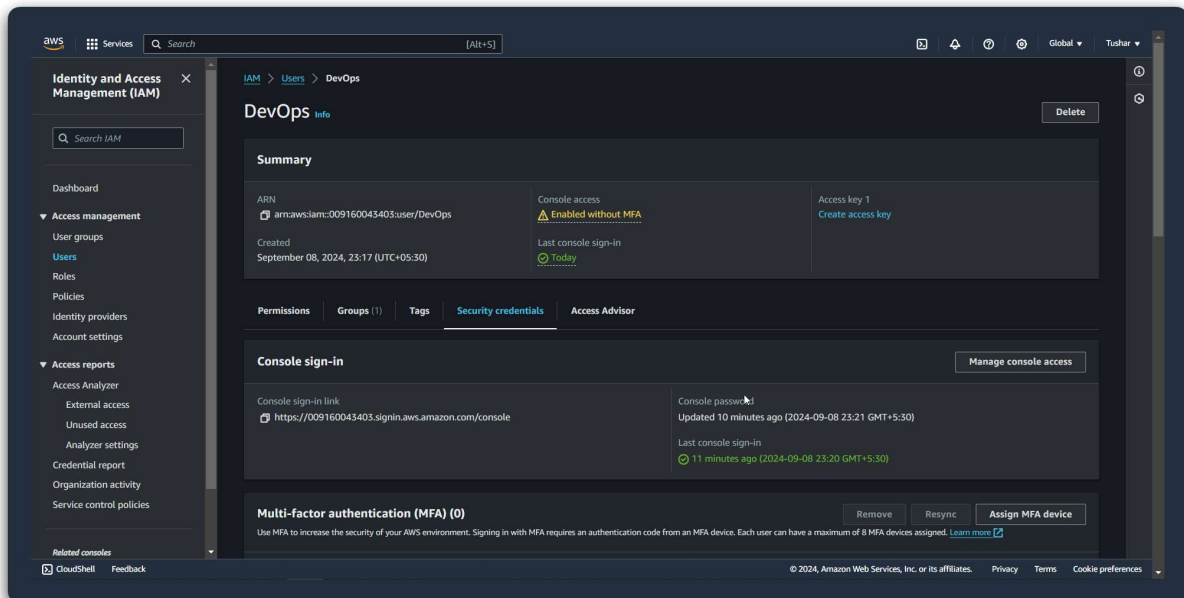 aws Services Search [Alt+S] Global Tushar
Identity and Access
Management (IAM)
Search IAM
Dashboard
Access management
User groups
Users
Roles
Policies
Identity providers
Account settings
Access reports
Access Analyzer
External access
Unused access
Analyzer settings
Credential report
Organization activity
Service control policies
Related consoles
IAM > Users > DevOps
DevOps Info
Delete
Summary
ARN
arn:aws:iam::009160043403:user/DevOps
Created
September 08, 2024, 23:17 (UTC+05:30)
Console access
Enabled without MFA
Last console sign-in
Today
Access key 1
Create access key
Permissions Groups (1) Tags Security credentials Access Advisor
Console sign-in
Manage console access
Console sign-in link
https://009160043403.signin.aws.amazon.com/console
Console password
Updated 10 minutes ago (2024-09-08 23:21 GMT+5:30)
Last console sign-in
11 minutes ago (2024-09-08 23:20 GMT+5:30)
Multi-factor authentication (MFA) (0)
Remove Resync Assign MFA device
Use MFA to increase the security of your AWS environment. Signing in with MFA requires an authentication code from an MFA device. Each user can have a maximum of 8 MFA devices assigned. Learn more
CloudShell Feedback © 2024, Amazon Web Services, Inc. or its affiliates. Privacy Terms Cookie preferences